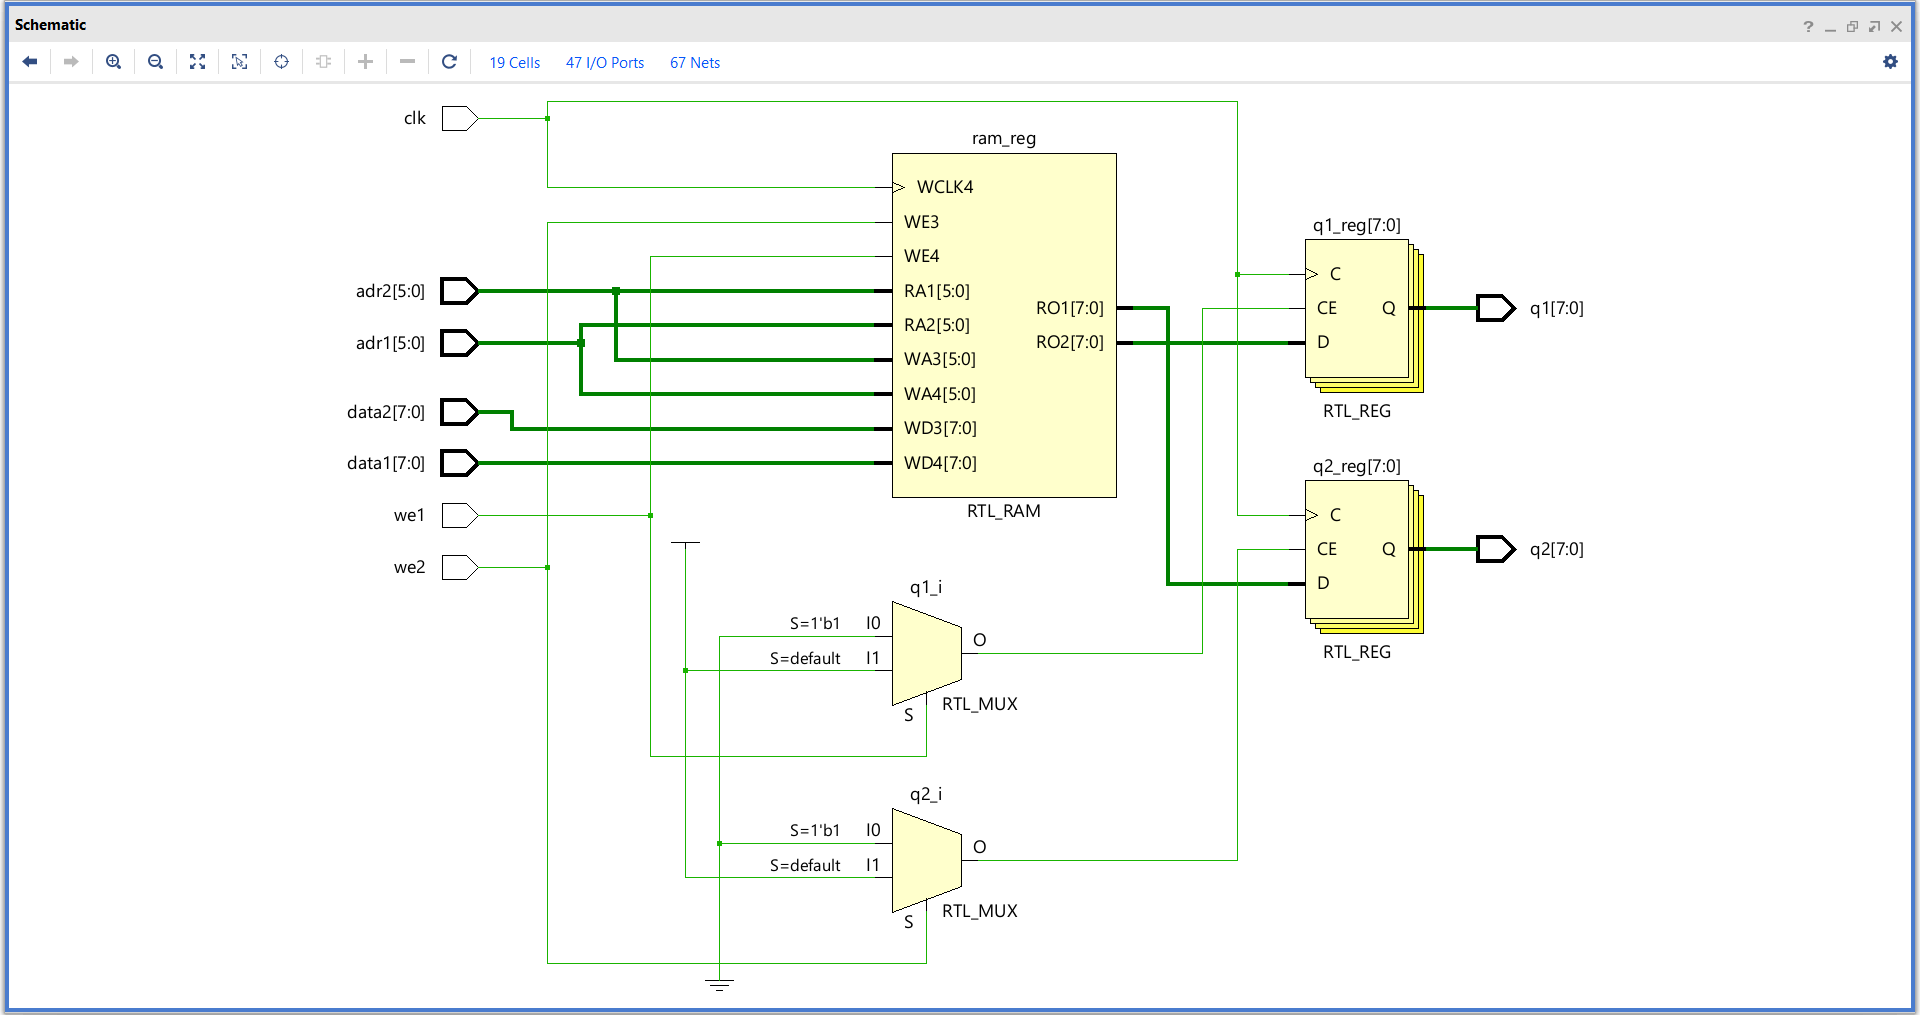 Schematic
19 Cells 47 I/O Ports 67 Nets
clk
ram_reg
WCLK4
WE3
WE4
RA1[5:0]
RA2[5:0]
WA3[5:0]
WA4[5:0]
WD3[7:0]
WD4[7:0]
RO1[7:0]
RO2[7:0]
RTL_RAM
adr2[5:0]
adr1[5:0]
data2[7:0]
data1[7:0]
we1
we2
q1_reg[7:0]
C
CE
D
Q
RTL_REG
q1[7:0]
q2_reg[7:0]
C
CE
D
Q
RTL_REG
q2[7:0]
q1_i
S=1'b1 I0
S=default I1
O
S
RTL_MUX
q2_i
S=1'b1 I0
S=default I1
O
S
RTL_MUX